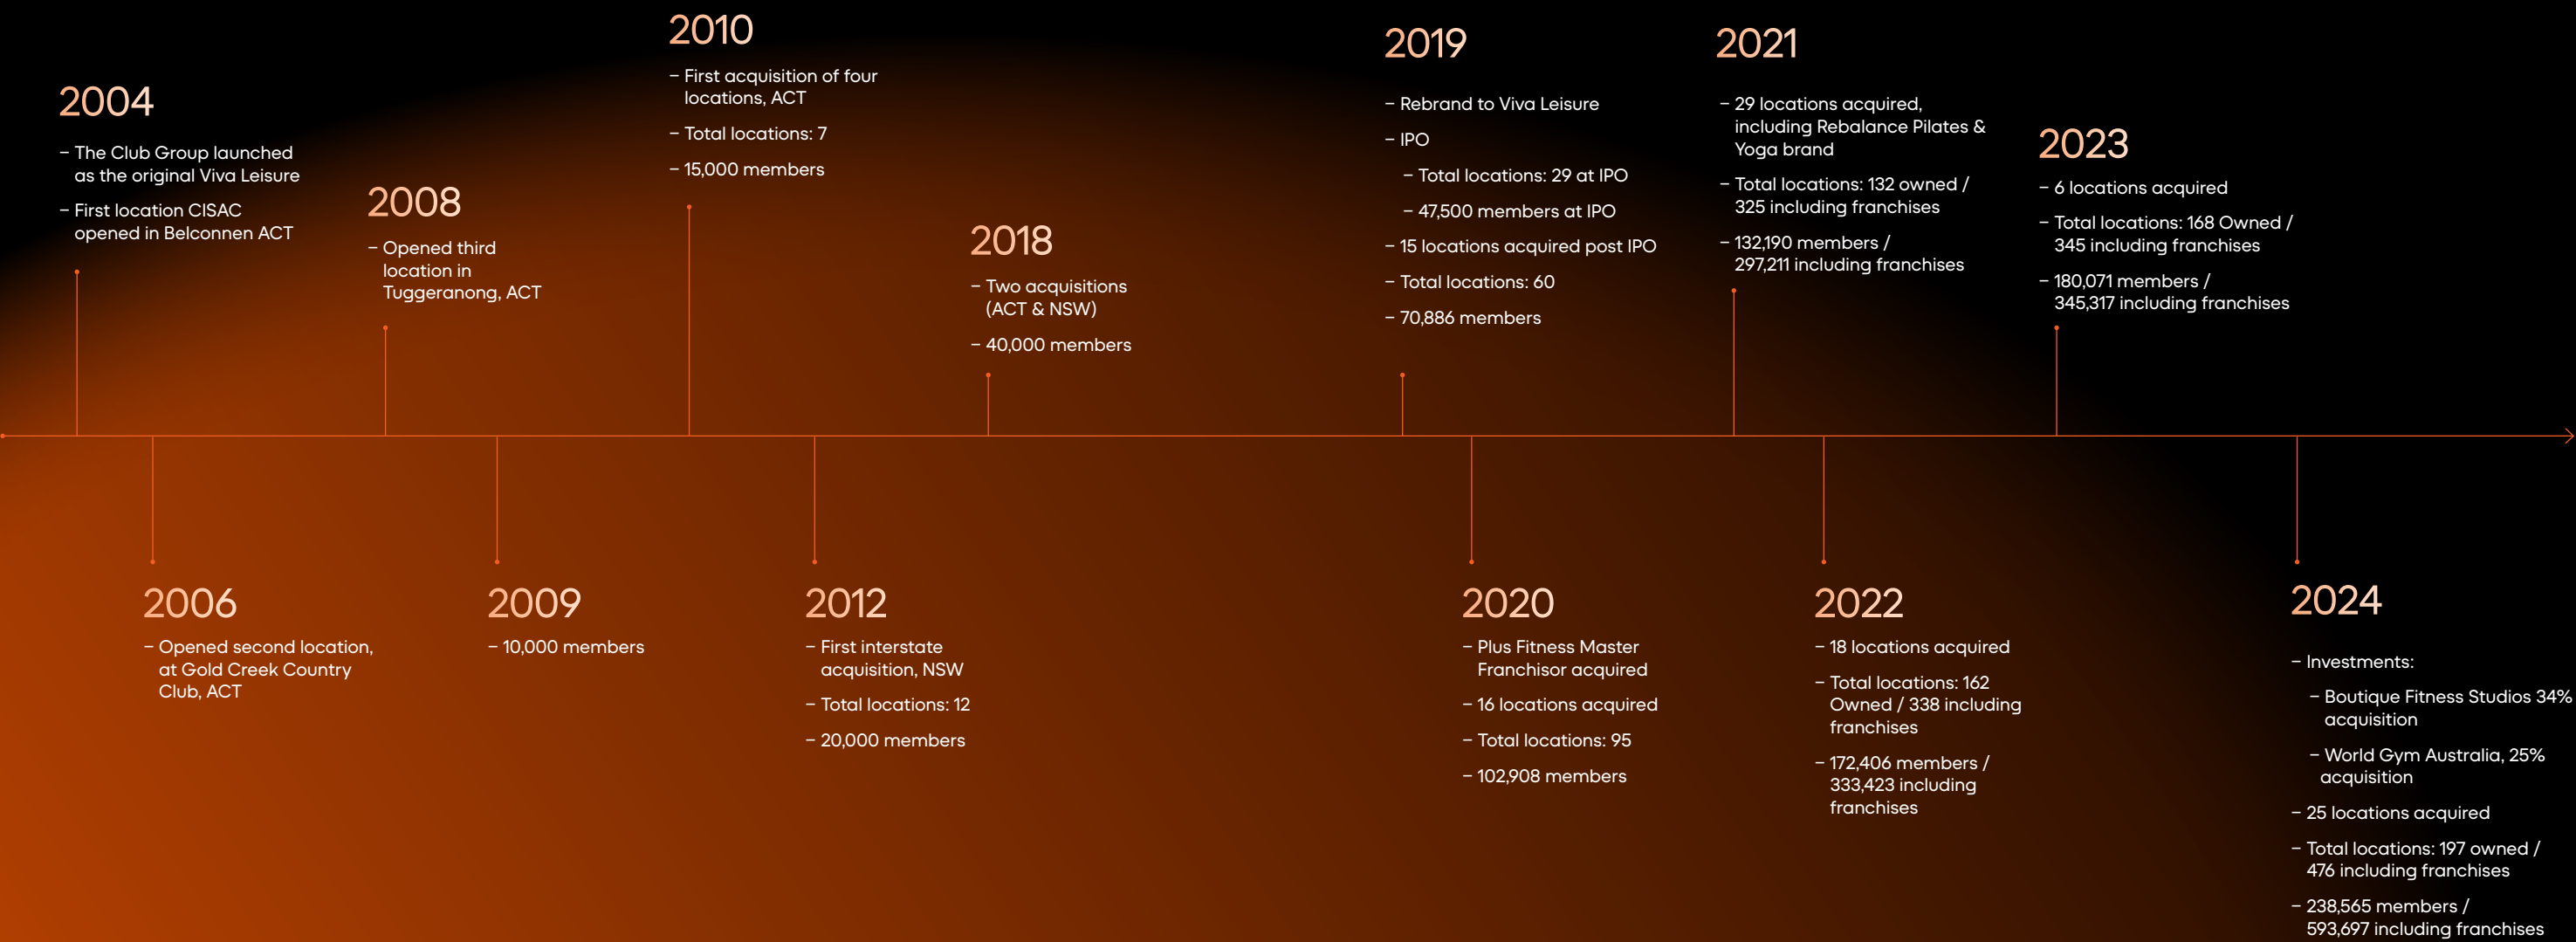 2004
– The Club Group launched
as the original Viva Leisure
– First location CISAC
opened in Belconnen ACT
2006
– Opened second location,
at Gold Creek Country
Club, ACT
2008
– Opened third
location in
Tuggeranong, ACT
2009
– 10,000 members
2010
– First acquisition of four
locations, ACT
– Total locations: 7
– 15,000 members
2012
– First interstate
acquisition, NSW
– Total locations: 12
– 20,000 members
2018
– Two acquisitions
(ACT & NSW)
– 40,000 members
2019
– Rebrand to Viva Leisure
– IPO
– Total locations: 29 at IPO
– 47,500 members at IPO
– 15 locations acquired post IPO
– Total locations: 60
– 70,886 members
2020
– Plus Fitness Master
Franchisor acquired
– 16 locations acquired
– Total locations: 95
– 102,908 members
2021
– 29 locations acquired,
including Rebalance Pilates &
Yoga brand
– Total locations: 132 owned /
325 including franchises
– 132,190 members /
297,211 including franchises
2022
– 18 locations acquired
– Total locations: 162
Owned / 338 including
franchises
– 172,406 members /
333,423 including
franchises
2023
– 6 locations acquired
– Total locations: 168 Owned /
345 including franchises
– 180,071 members /
345,317 including franchises
2024
– Investments:
– Boutique Fitness Studios 34%
acquisition
– World Gym Australia, 25%
acquisition
– 25 locations acquired
– Total locations: 197 owned /
476 including franchises
– 238,565 members /
593,697 including franchises